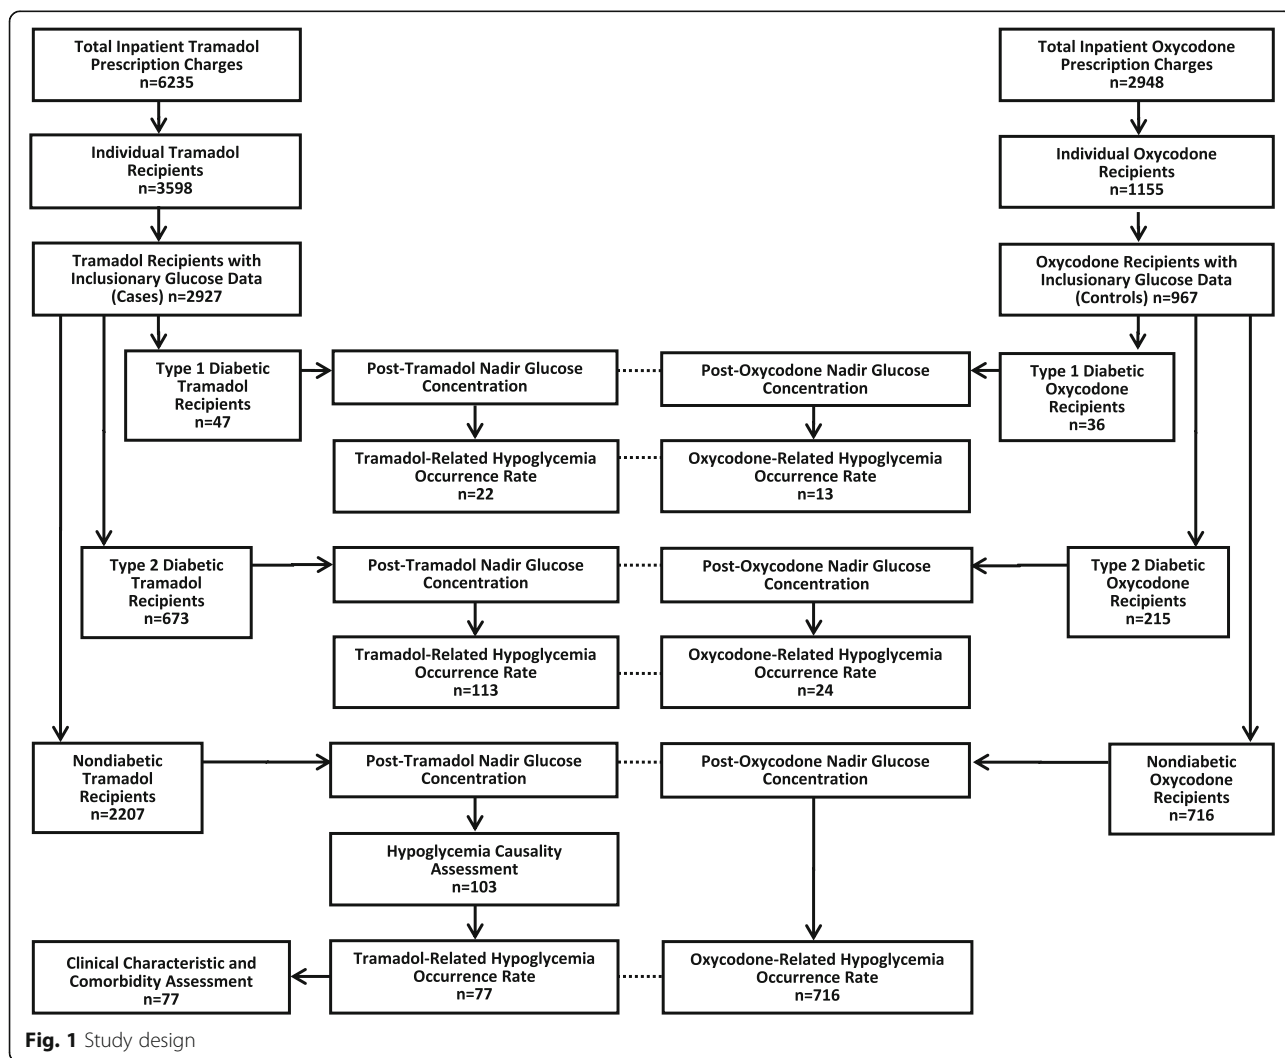 Total Inpatient Tramadol
Prescription Charges
n=6235
Total Inpatient Oxycodone
Prescription Charges
n=2948
Individual Tramadol
Recipients
n=3598
Individual Oxycodone
Recipients
n=1155
Tramadol Recipients with
Inclusionary Glucose Data
(Cases) n=2927
Oxycodone Recipients with
Inclusionary Glucose Data
(Controls) n=967
Type 1 Diabetic
Tramadol
Recipients
n=47
Post-Tramadol Nadir Glucose
Concentration
Post-Oxycodone Nadir Glucose
Concentration
Type 1 Diabetic
Oxycodone
Recipients
n=36
Tramadol-Related Hypoglycemia
Occurrence Rate
n=22
Oxycodone-Related Hypoglycemia
Occurrence Rate
n=13
Type 2 Diabetic
Tramadol
Recipients
n=673
Post-Tramadol Nadir Glucose
Concentration
Post-Oxycodone Nadir Glucose
Concentration
Type 2 Diabetic
Oxycodone
Recipients
n=215
Tramadol-Related Hypoglycemia
Occurrence Rate
n=113
Oxycodone-Related Hypoglycemia
Occurrence Rate
n=24
Nondiabetic
Tramadol
Recipients
n=2207
Post-Tramadol Nadir Glucose
Concentration
Post-Oxycodone Nadir Glucose
Concentration
Nondiabetic
Oxycodone
Recipients
n=716
Hypoglycemia Causality
Assessment
n=103
Clinical Characteristic and
Comorbidity Assessment
n=77
Tramadol-Related Hypoglycemia
Occurrence Rate
n=77
Oxycodone-Related Hypoglycemia
Occurrence Rate
n=716
Fig. 1 Study design